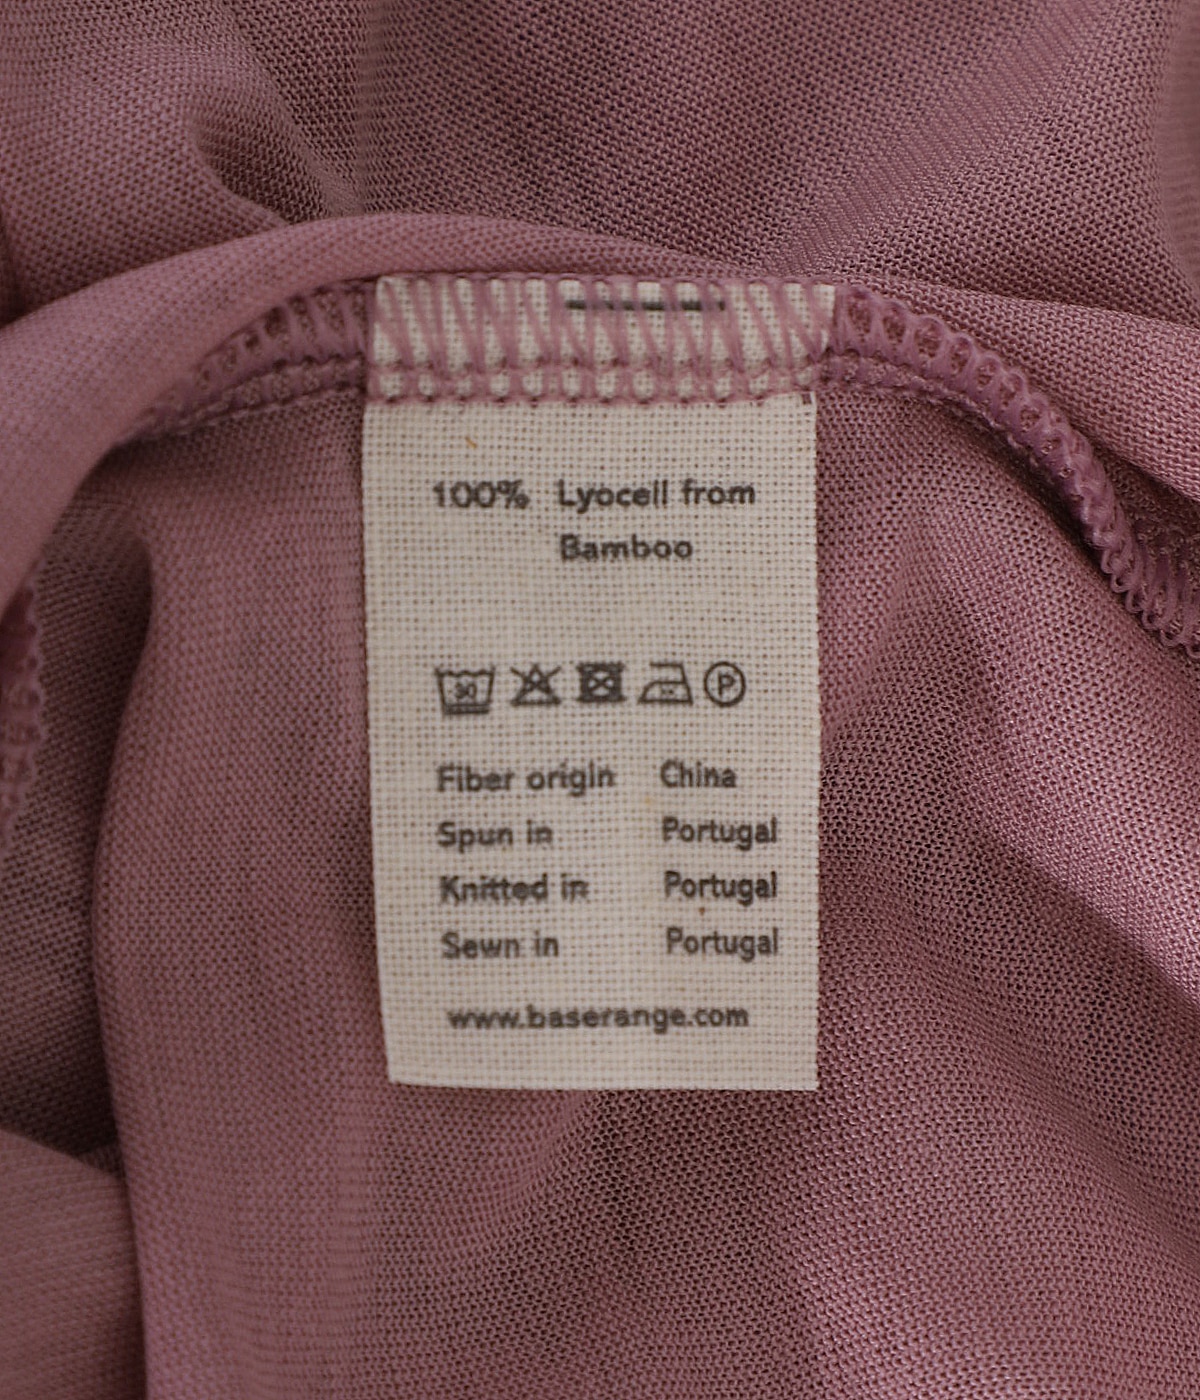 100% Lyocell from
Bamboo
30 P
Fiber origin China
Spun in Portugal
Knitted in Portugal
Sewn in Portugal
www.baserange.com